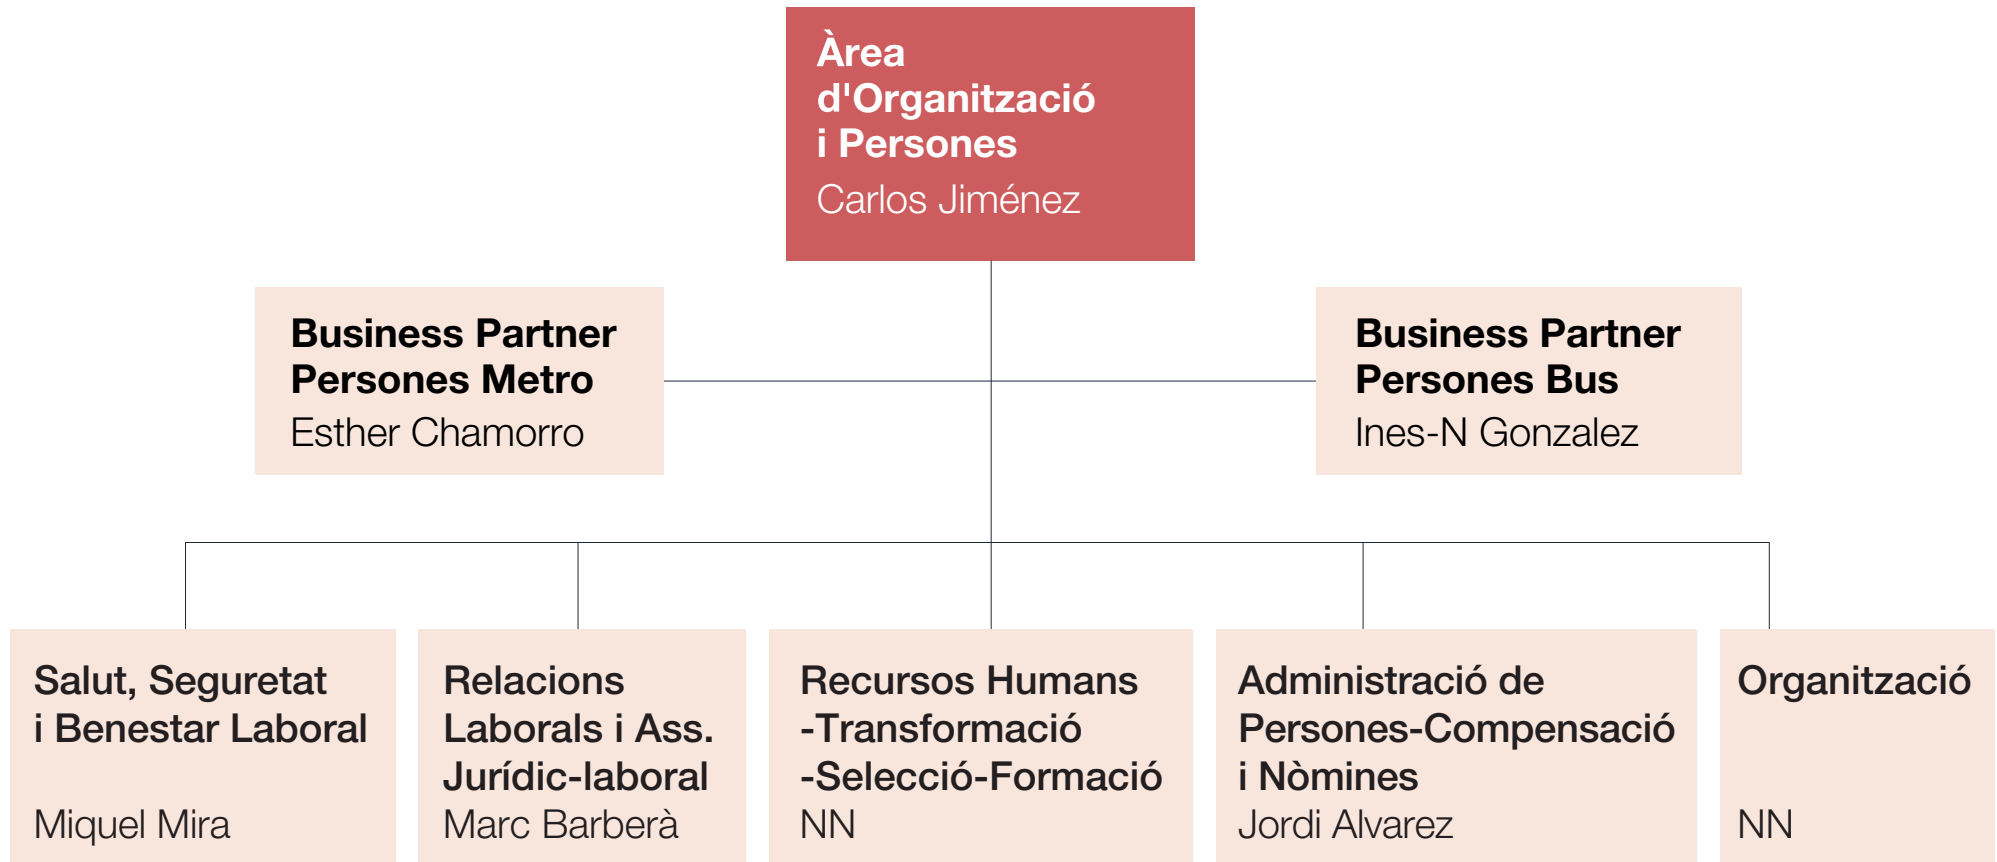 Àrea
d'Organització
i Persones
Carlos Jiménez
Business Partner
Persones Metro
Esther Chamorro
Business Partner
Persones Bus
Ines-N Gonzalez
Salut, Seguretat
i Benestar Laboral
Miquel Mira
Relacions
Laborals i Ass.
Jurídic-laboral
Marc Barberà
Recursos Humans
-Transformació
-Selecció-Formació
NN
Administració de
Persones-Compensació
i Nòmines
Jordi Alvarez
Organització
NN